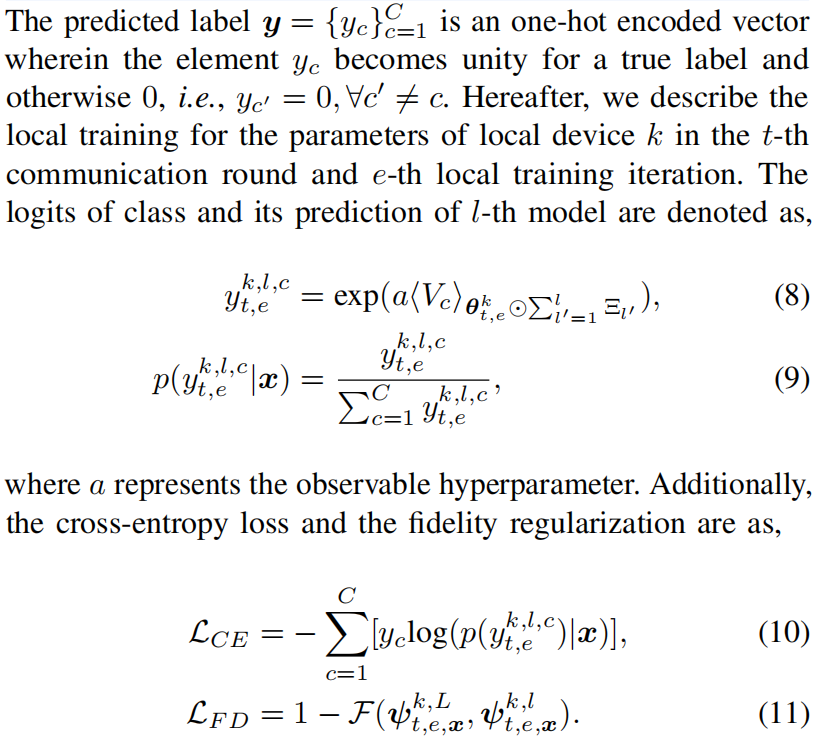 The predicted label $\boldsymbol{y} = \{y_c\}_{c=1}^{C}$ is an one-hot encoded vector
wherein the element $y_c$ becomes unity for a true label and
otherwise 0, i.e., $y_{c'} = 0, \forall c' \neq c$. Hereafter, we describe the
local training for the parameters of local device $k$ in the $t$-th
communication round and $e$-th local training iteration. The
logits of class and its prediction of $l$-th model are denoted as,
$y_{t,e}^{k,l,c} = \exp(a\langle V_c \rangle_{\boldsymbol{\theta}_{t,e}^{k} \odot \sum_{l'=1}^{l} \Xi_{l'}}),$ (8)
$p(y_{t,e}^{k,l,c}|\boldsymbol{x}) = \frac{y_{t,e}^{k,l,c}}{\sum_{c=1}^{C} y_{t,e}^{k,l,c}},$ (9)
where $a$ represents the observable hyperparameter. Additionally,
the cross-entropy loss and the fidelity regularization are as,
$\mathcal{L}_{CE} = -\sum_{c=1}^{C} [y_c \log(p(y_{t,e}^{k,l,c})|\boldsymbol{x})],$ (10)
$\mathcal{L}_{FD} = 1 - \mathcal{F}(\boldsymbol{\psi}_{t,e,\boldsymbol{x}}^{k,L}, \boldsymbol{\psi}_{t,e,\boldsymbol{x}}^{k,l}).$ (11)